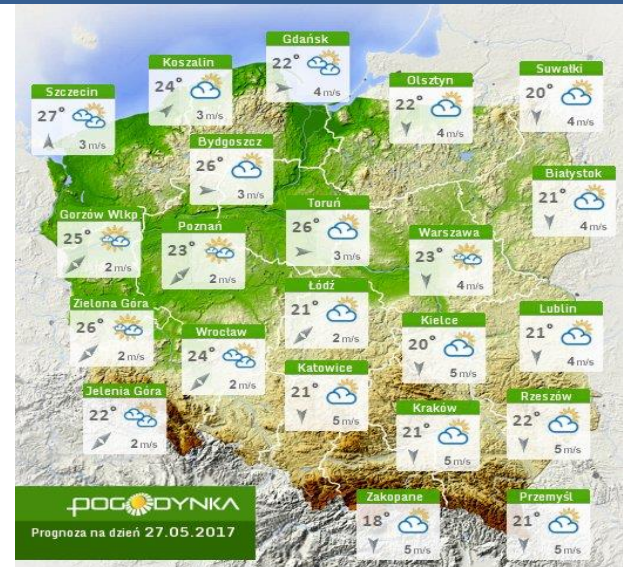 Gdańsk
22°
4 m/s
Koszalin
24°
3 m/s
Suwałki
20°
4 m/s
Olsztyn
22°
4 m/s
Szczecin
27°
3 m/s
Bydgoszcz
26°
3 m/s
Białystok
21°
4 m/s
Toruń
26°
3 m/s
Gorzów Wlkp
25°
2 m/s
Poznań
23°
2 m/s
Warszawa
23°
4 m/s
Łódź
21°
2 m/s
Zielona Góra
26°
2 m/s
Lublin
21°
4 m/s
Kielce
20°
5 m/s
Wrocław
24°
2 m/s
Katowice
21°
5 m/s
Jelenia Góra
22°
2 m/s
Rzeszów
22°
5 m/s
Kraków
21°
5 m/s
Zakopane
18°
5 m/s
Przemyśl
21°
5 m/s
POGODYNKA
Prognoza na dzień 27.05.2017